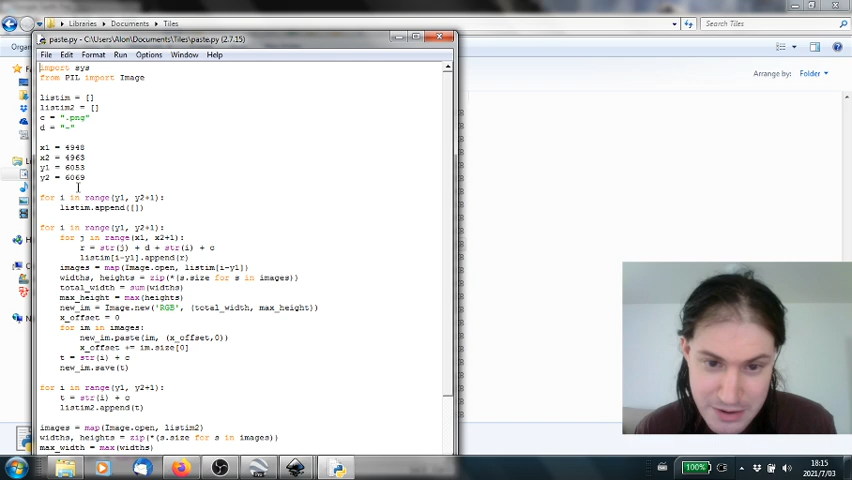 Libraries ▸ Documents ▸ Tiles
Search Tiles
paste.py - C:\Users\Alon\Documents\Tiles\paste.py (2.7.15)
File Edit Format Run Options Window Help
Arrange by: Folder
import sys
from PIL import Image
listim = []
listim2 = []
c = ".png"
d = "-"
x1 = 4948
x2 = 4963
y1 = 6053
y2 = 6069
for i in range(y1, y2+1):
listim.append([])
for i in range(y1, y2+1):
for j in range(x1, x2+1):
r = str(j) + d + str(i) + c
listim[i-y1].append(r)
images = map(Image.open, listim[i-y1])
widths, heights = zip(*(s.size for s in images))
total_width = sum(widths)
max_height = max(heights)
new_im = Image.new('RGB', (total_width, max_height))
x_offset = 0
for im in images:
new_im.paste(im, (x_offset,0))
x_offset += im.size[0]
t = str(i) + c
new_im.save(t)
for i in range(y1, y2+1):
t = str(i) + c
listim2.append(t)
images = map(Image.open, listim2)
widths, heights = zip(*(s.size for s in images))
max_width = max(widths)
100%
18:15
2021/7/03